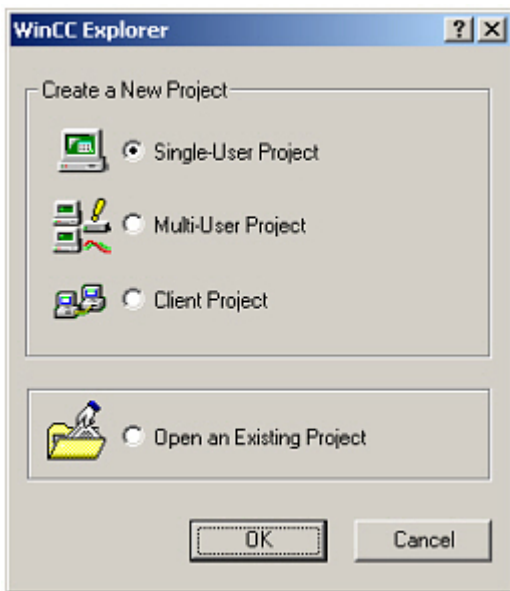 WinCC Explorer
Create a New Project
Single-User Project
Multi-User Project
Client Project
Open an Existing Project
OK
Cancel